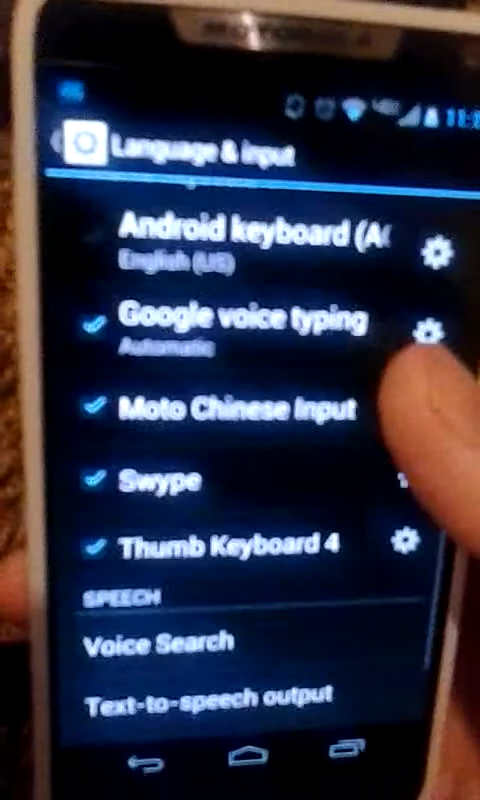 Language & input
Android keyboard (A
English (US)
Google voice typing
Automatic
Moto Chinese Input
Swype
Thumb Keyboard 4
SPEECH
Voice Search
Text-to-speech output